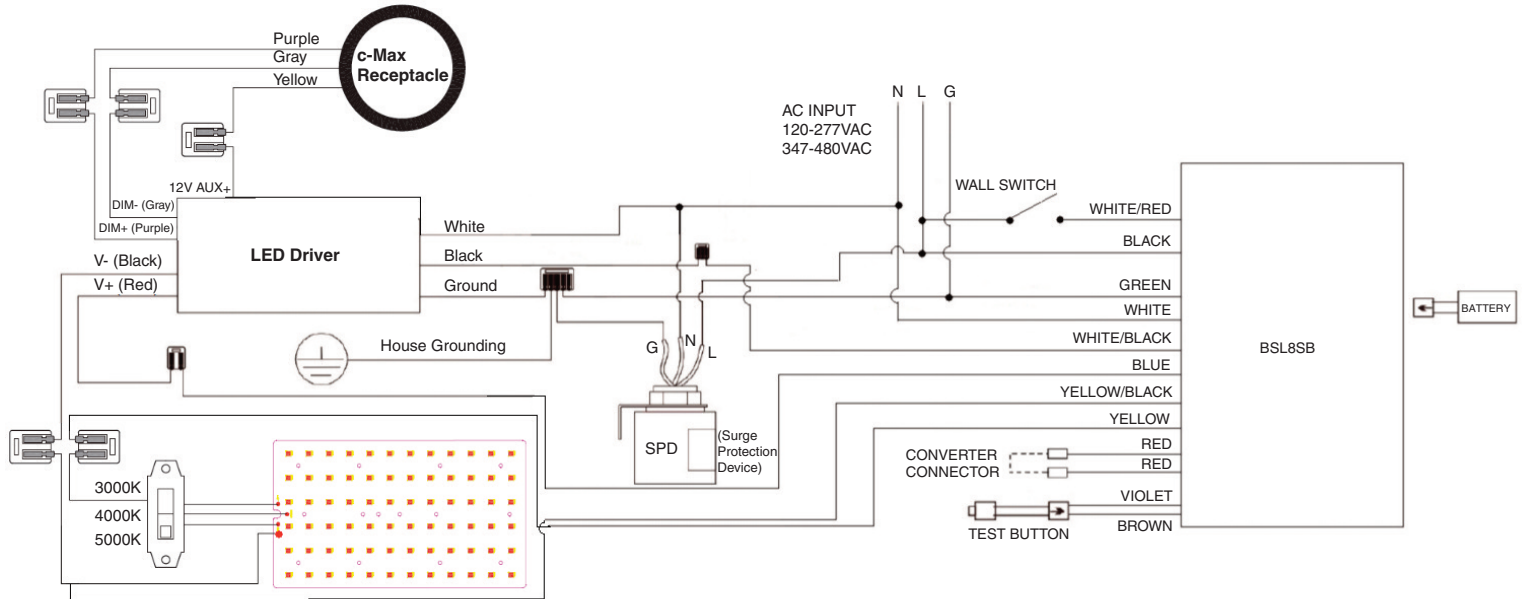 Purple
Gray
Yellow
c-Max
Receptacle
12V AUX+
DIM- (Gray)
DIM+ (Purple)
V- (Black)
V+ (Red)
LED Driver
White
Black
Ground
House Grounding
3000K
4000K
5000K
G
N
L
SPD
(Surge
Protection
Device)
AC INPUT
120-277VAC
347-480VAC
N L G
WALL SWITCH
WHITE/RED
BLACK
GREEN
WHITE
WHITE/BLACK
BLUE
YELLOW/BLACK
YELLOW
RED
RED
CONVERTER
CONNECTOR
VIOLET
BROWN
TEST BUTTON
BSL8SB
BATTERY